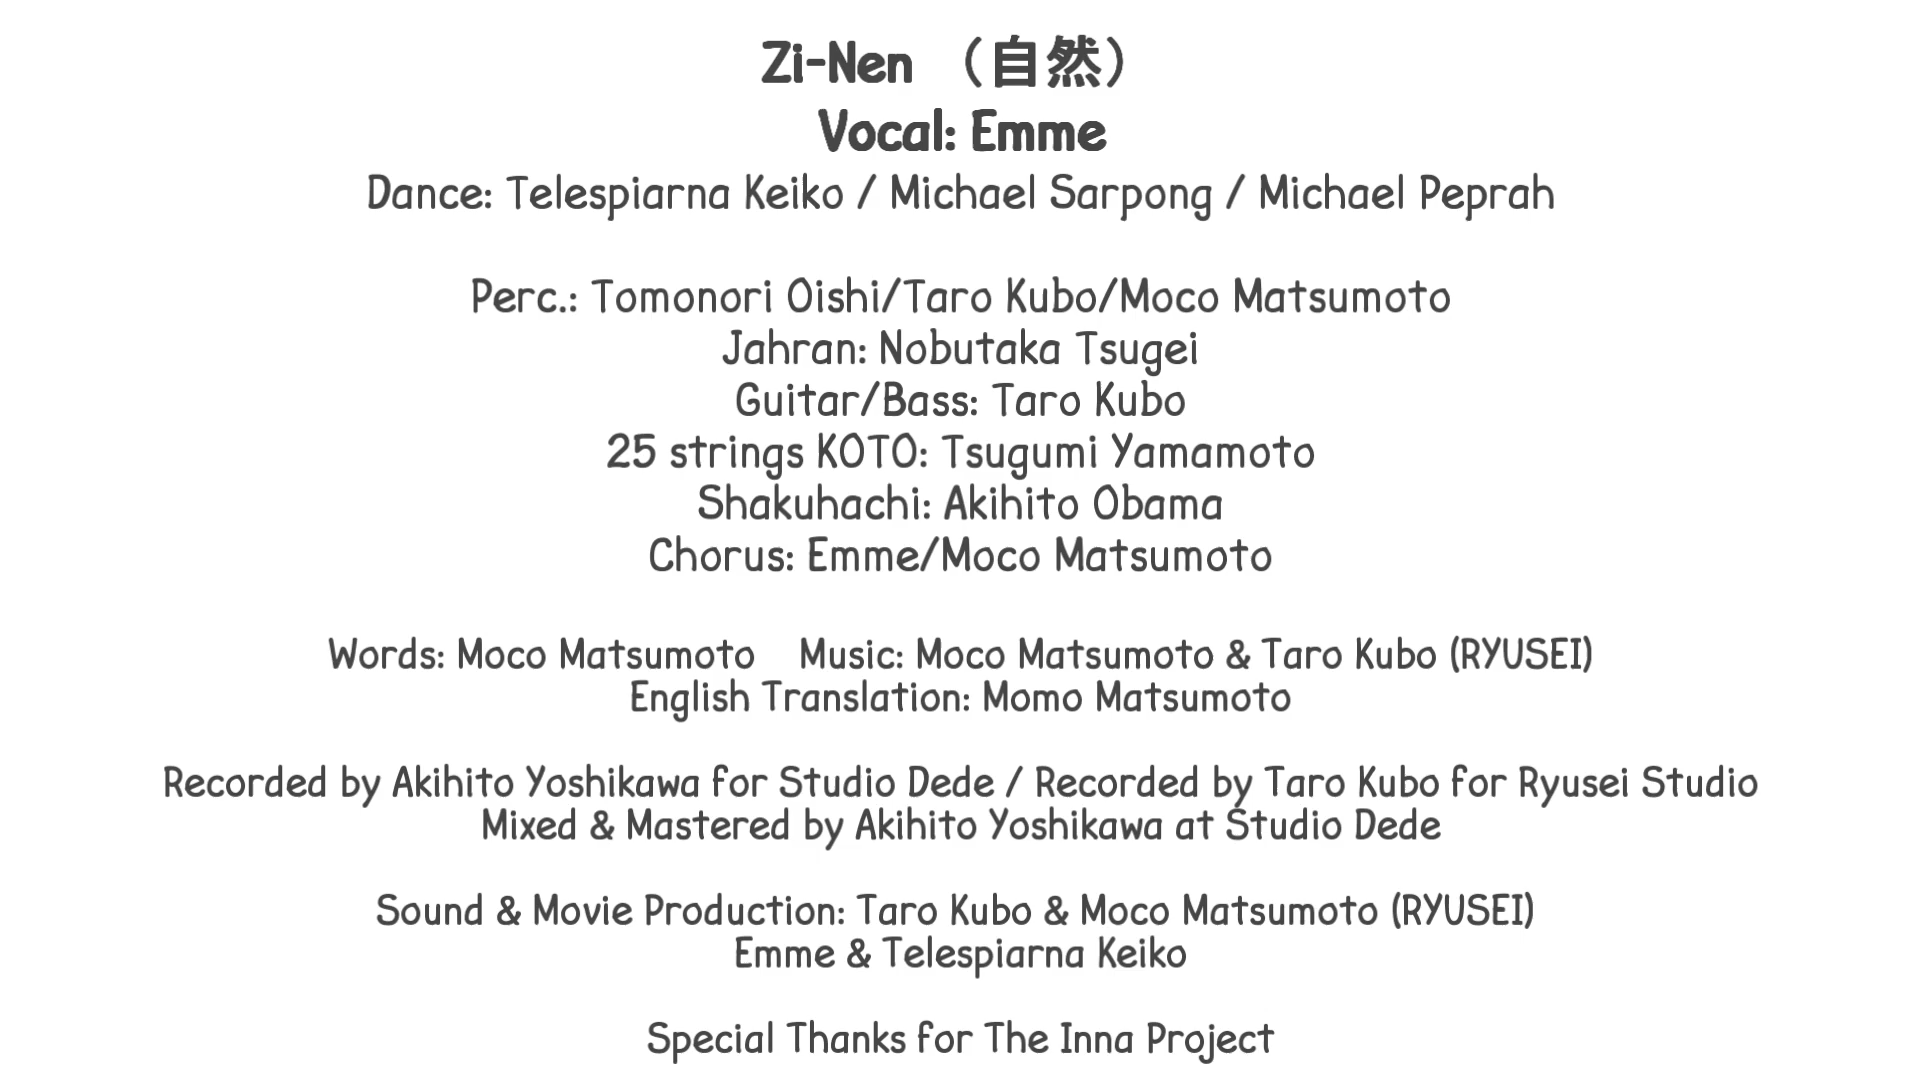 Zi-Nen （自然）
Vocal: Emme
Dance: Telespiarna Keiko / Michael Sarpong / Michael Peprah
Perc.: Tomonori Oishi/Taro Kubo/Moco Matsumoto
Jahran: Nobutaka Tsugei
Guitar/Bass: Taro Kubo
25 strings KOTO: Tsugumi Yamamoto
Shakuhachi: Akihito Obama
Chorus: Emme/Moco Matsumoto
Words: Moco Matsumoto    Music: Moco Matsumoto & Taro Kubo (RYUSEI)
English Translation: Momo Matsumoto
Recorded by Akihito Yoshikawa for Studio Dede / Recorded by Taro Kubo for Ryusei Studio
Mixed & Mastered by Akihito Yoshikawa at Studio Dede
Sound & Movie Production: Taro Kubo & Moco Matsumoto (RYUSEI)
Emme & Telespiarna Keiko
Special Thanks for The Inna Project